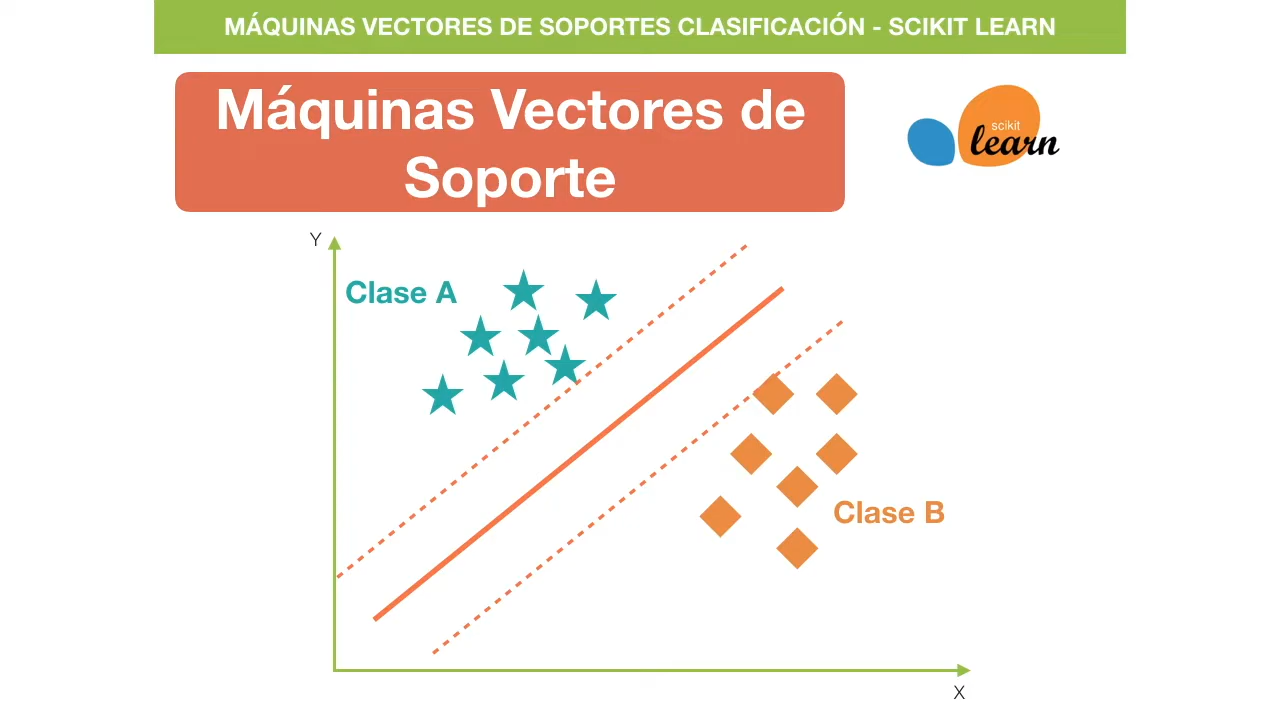 MÁQUINAS VECTORES DE SOPORTES CLASIFICACIÓN - SCIKIT LEARN
Máquinas Vectores de
Soporte
scikit
learn
Y
Clase A
Clase B
X